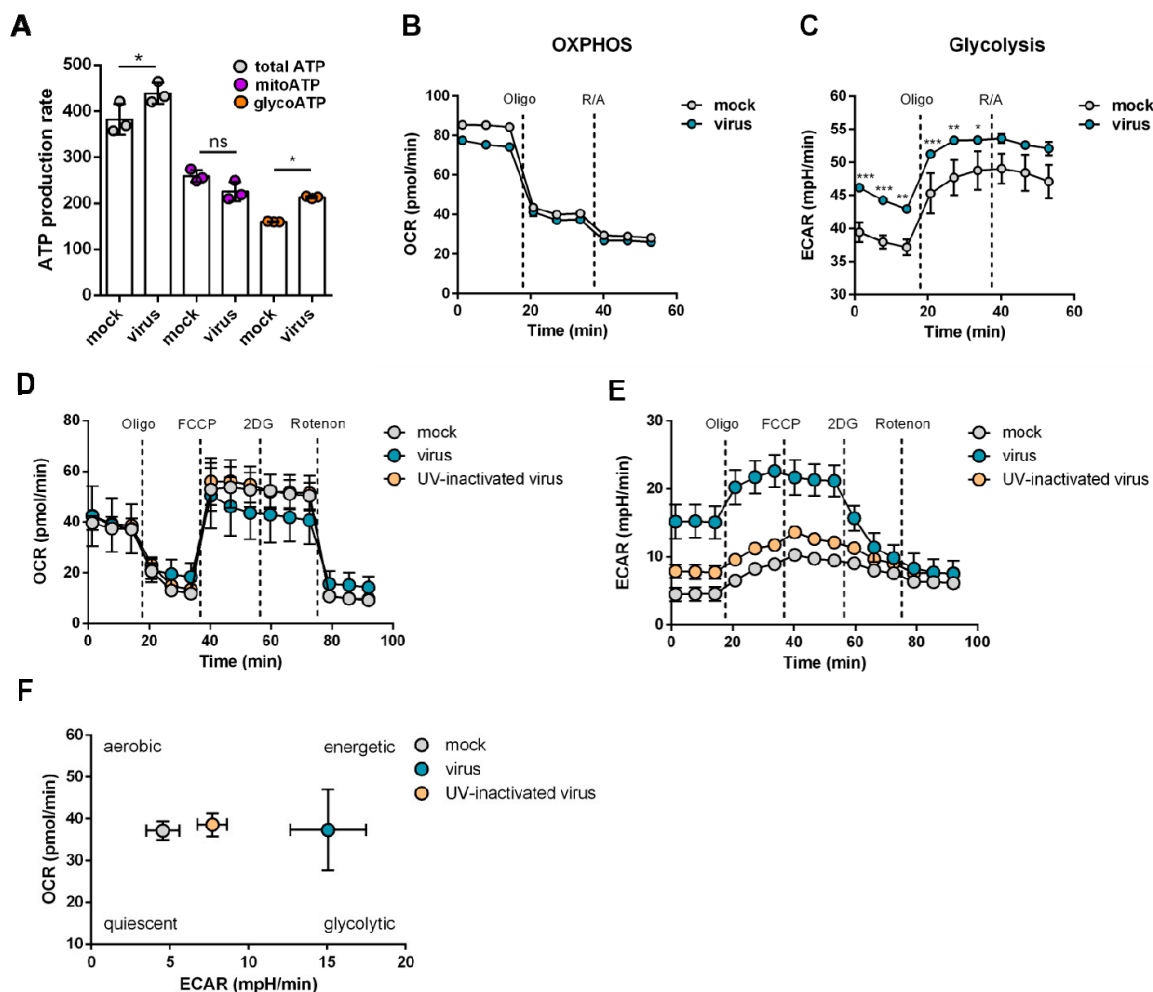 A
total ATP
mitoATP
glycoATP
*
ns
*
ATP production rate
500
400
300
200
100
0
mock
virus
mock
virus
mock
virus
B
OXPHOS
Oligo
R/A
mock
virus
OCR (pmol/min)
100
80
60
40
20
0
0
20
40
60
Time (min)
C
Glycolysis
Oligo
R/A
mock
virus
***
***
**
***
**
*
ECAR (mpH/min)
60
55
50
45
40
35
30
0
20
40
60
Time (min)
D
Oligo
FCCP
2DG
Rotenon
mock
virus
UV-inactivated virus
OCR (pmol/min)
80
60
40
20
0
0
20
40
60
80
100
Time (min)
E
Oligo
FCCP
2DG
Rotenon
mock
virus
UV-inactivated virus
ECAR (mpH/min)
30
20
10
0
0
20
40
60
80
100
Time (min)
F
aerobic
energetic
quiescent
glycolytic
mock
virus
UV-inactivated virus
OCR (pmol/min)
60
50
40
30
20
10
0
5
10
15
20
ECAR (mpH/min)